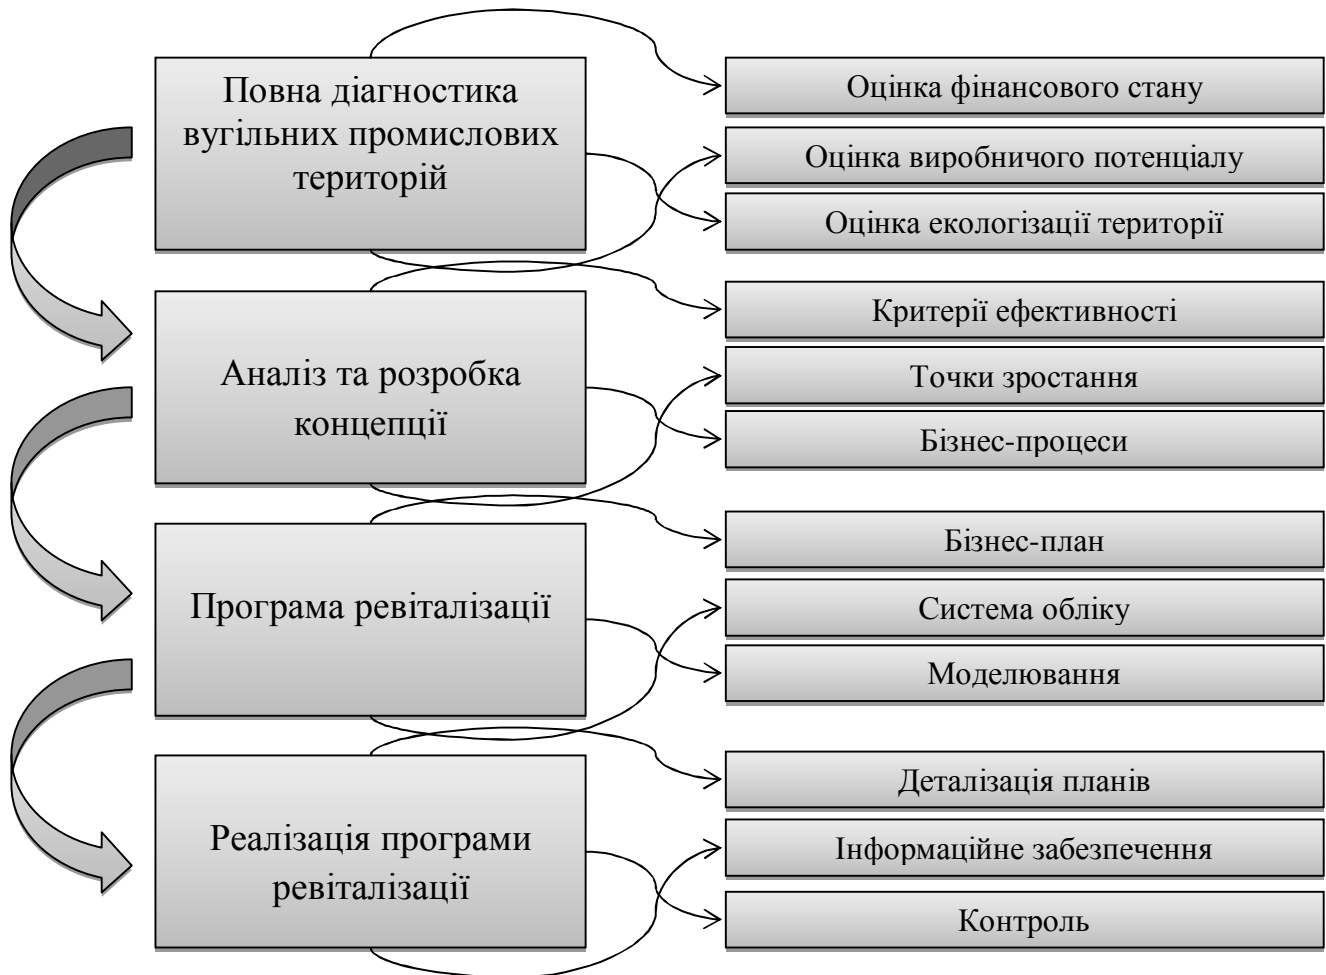 Повна діагностика
вугільних промислових
територій
Оцінка фінансового стану
Оцінка виробничого потенціалу
Оцінка екологізації території
Аналіз та розробка
концепції
Критерії ефективності
Точки зростання
Бізнес-процеси
Програма ревіталізації
Бізнес-план
Система обліку
Моделювання
Реалізація програми
ревіталізації
Деталізація планів
Інформаційне забезпечення
Контроль